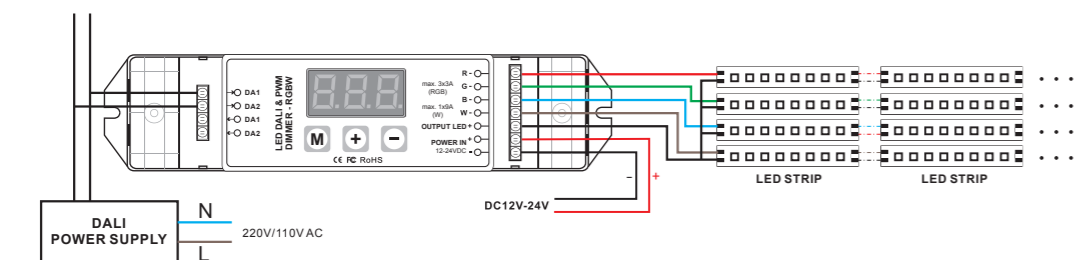 DA1
DA2
DA1
DA2
LED DALI & PWM
DIMMER - RGBW
8.8.8.
M
+
−
CE FC RoHS
max. 3x3A
(RGB)
max. 1x9A
(W)
R -
G -
B -
W -
OUTPUT LED +
POWER IN +
12-24VDC -
−
+
DC12V-24V
LED STRIP
LED STRIP
DALI
POWER SUPPLY
N
L
220V/110V AC